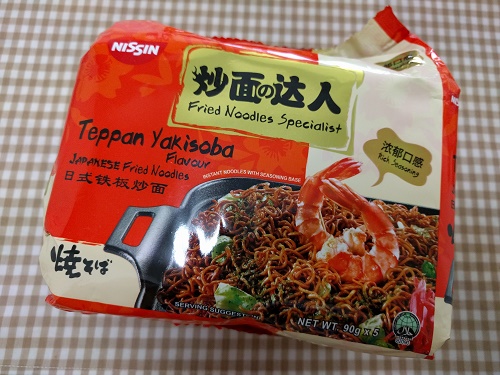 NISSIN
炒面の达人
Fried Noodles Specialist
Teppan Yakisoba
Flavour
JAPANESE Fried Noodles
日式铁板炒面
INSTANT NOODLES WITH SEASONING BASE
浓郁口感
Rich Seasoning
焼そば
SERVING SUGGESTION
NET WT. 90g x 5